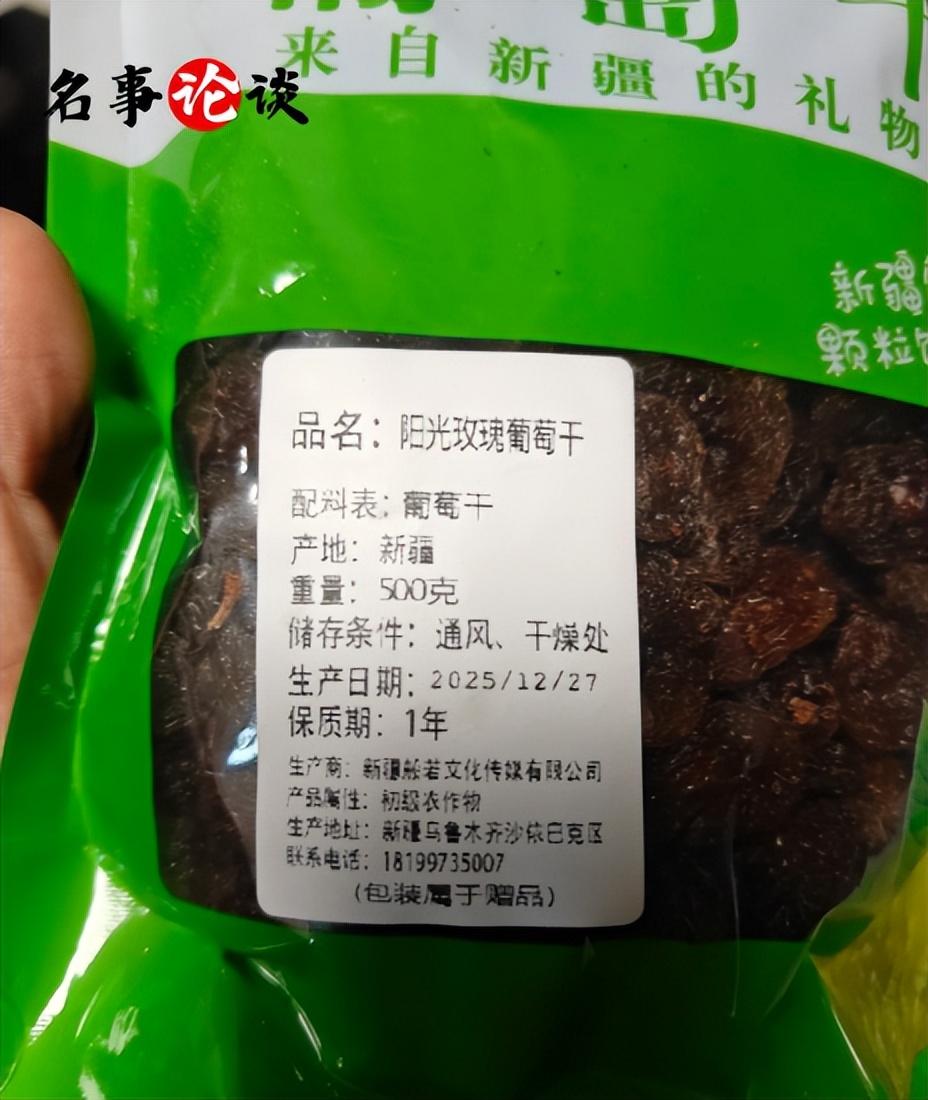 来自新疆的礼物
名事论谈
新疆
颗粒
品名：阳光玫瑰葡萄干
配料表：葡萄干
产地：新疆
重量：500克
储存条件：通风、干燥处
生产日期：2025/12/27
保质期：1年
生产商：新疆般若文化传媒有限公司
产品属性：初级农作物
生产地址：新疆乌鲁木齐沙依巴克区
联系电话：18199735007
（包装属于赠品）